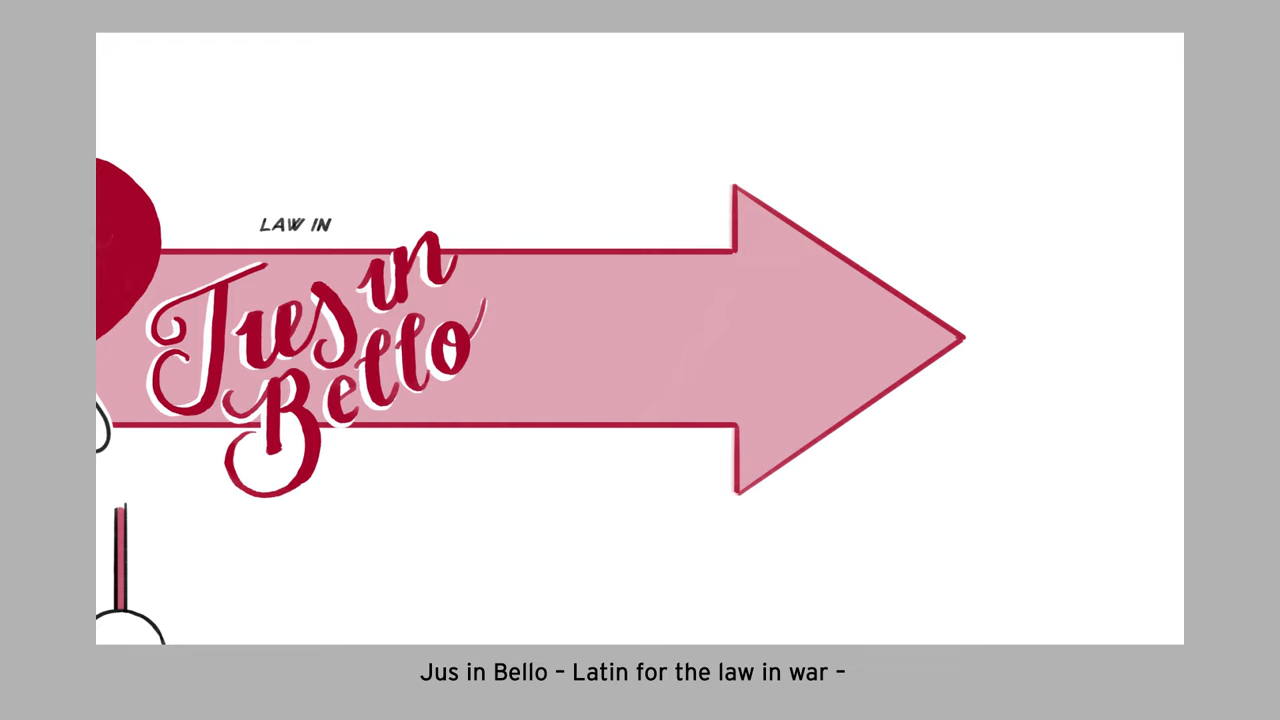 LAW IN
Jus in
Bello
Jus in Bello – Latin for the law in war –